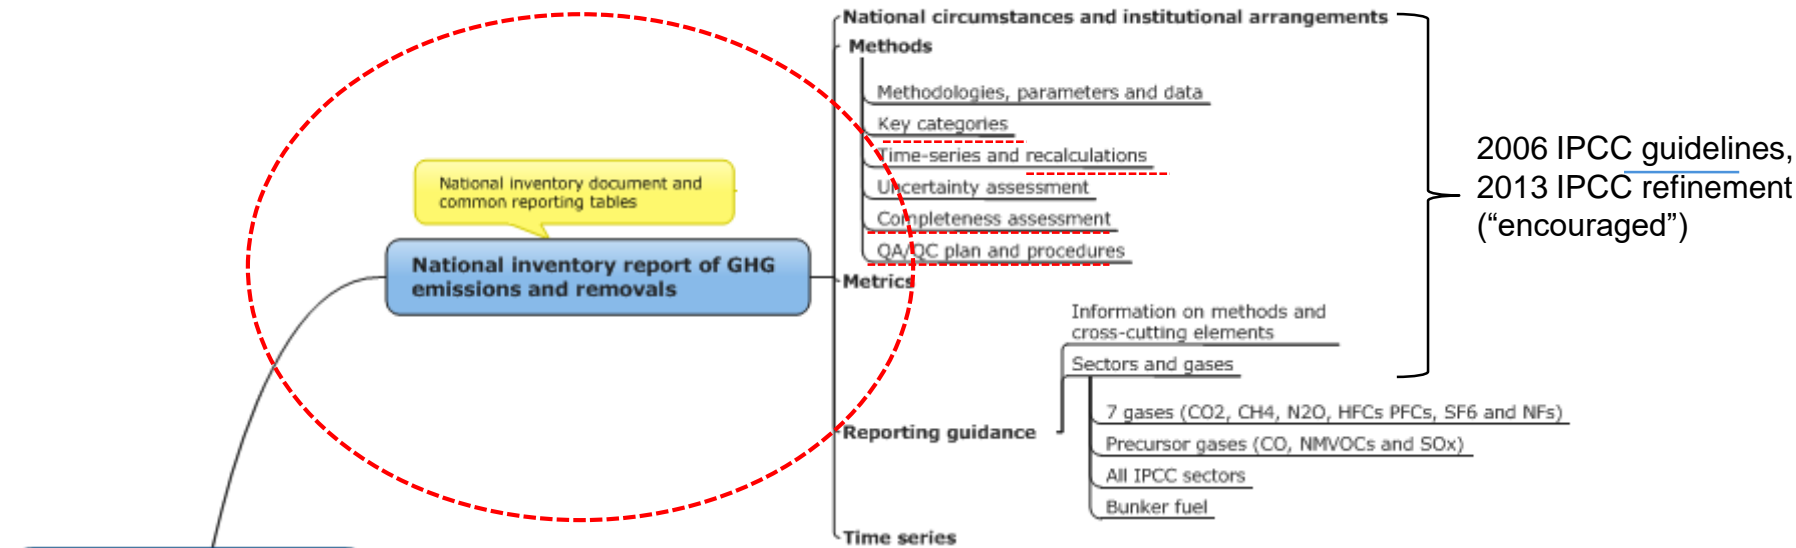 National circumstances and institutional arrangements
Methods
Methodologies, parameters and data
Key categories
Time-series and recalculations
Uncertainty assessment
Completeness assessment
QA/QC plan and procedures
2006 IPCC guidelines,
2013 IPCC refinement
(“encouraged”)
National inventory document and
common reporting tables
National inventory report of GHG
emissions and removals
Metrics
Information on methods and
cross-cutting elements
Sectors and gases
7 gases (CO2, CH4, N2O, HFCs PFCs, SF6 and NFs)
Reporting guidance
Precursor gases (CO, NMVOCs and SOx)
All IPCC sectors
Bunker fuel
Time series